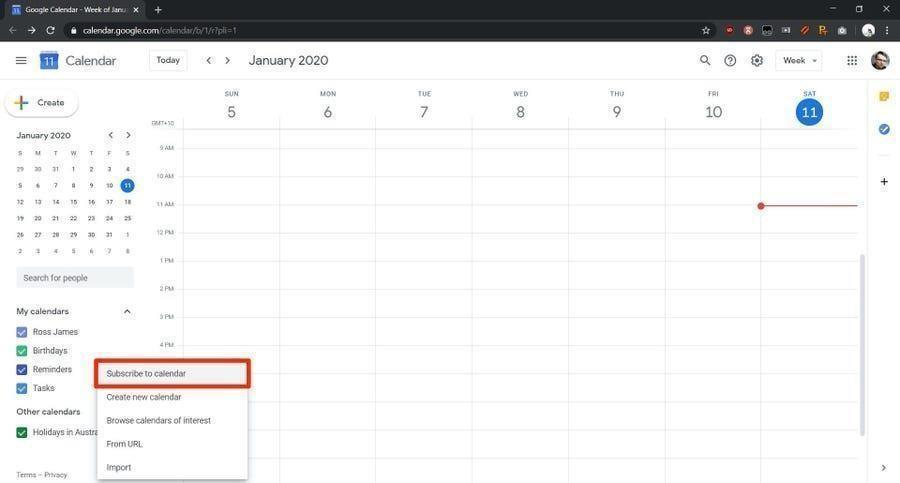 Google Calendar - Week of Janua
calendar.google.com/calendar/b/1/r?pli=1
11 Calendar Today January 2020 Week
Create
January 2020
S M T W T F S
29 30 31 1 2 3 4
5 6 7 8 9 10 11
12 13 14 15 16 17 18
19 20 21 22 23 24 25
26 27 28 29 30 31 1
2 3 4 5 6 7 8
Search for people
My calendars
Ross James
Birthdays
Reminders
Tasks
Other calendars
Holidays in Austra
Terms – Privacy
SUN MON TUE WED THU FRI SAT
5 6 7 8 9 10 11
GMT+10
9 AM
10 AM
11 AM
12 PM
1 PM
2 PM
3 PM
4 PM
Subscribe to calendar
Create new calendar
Browse calendars of interest
From URL
Import